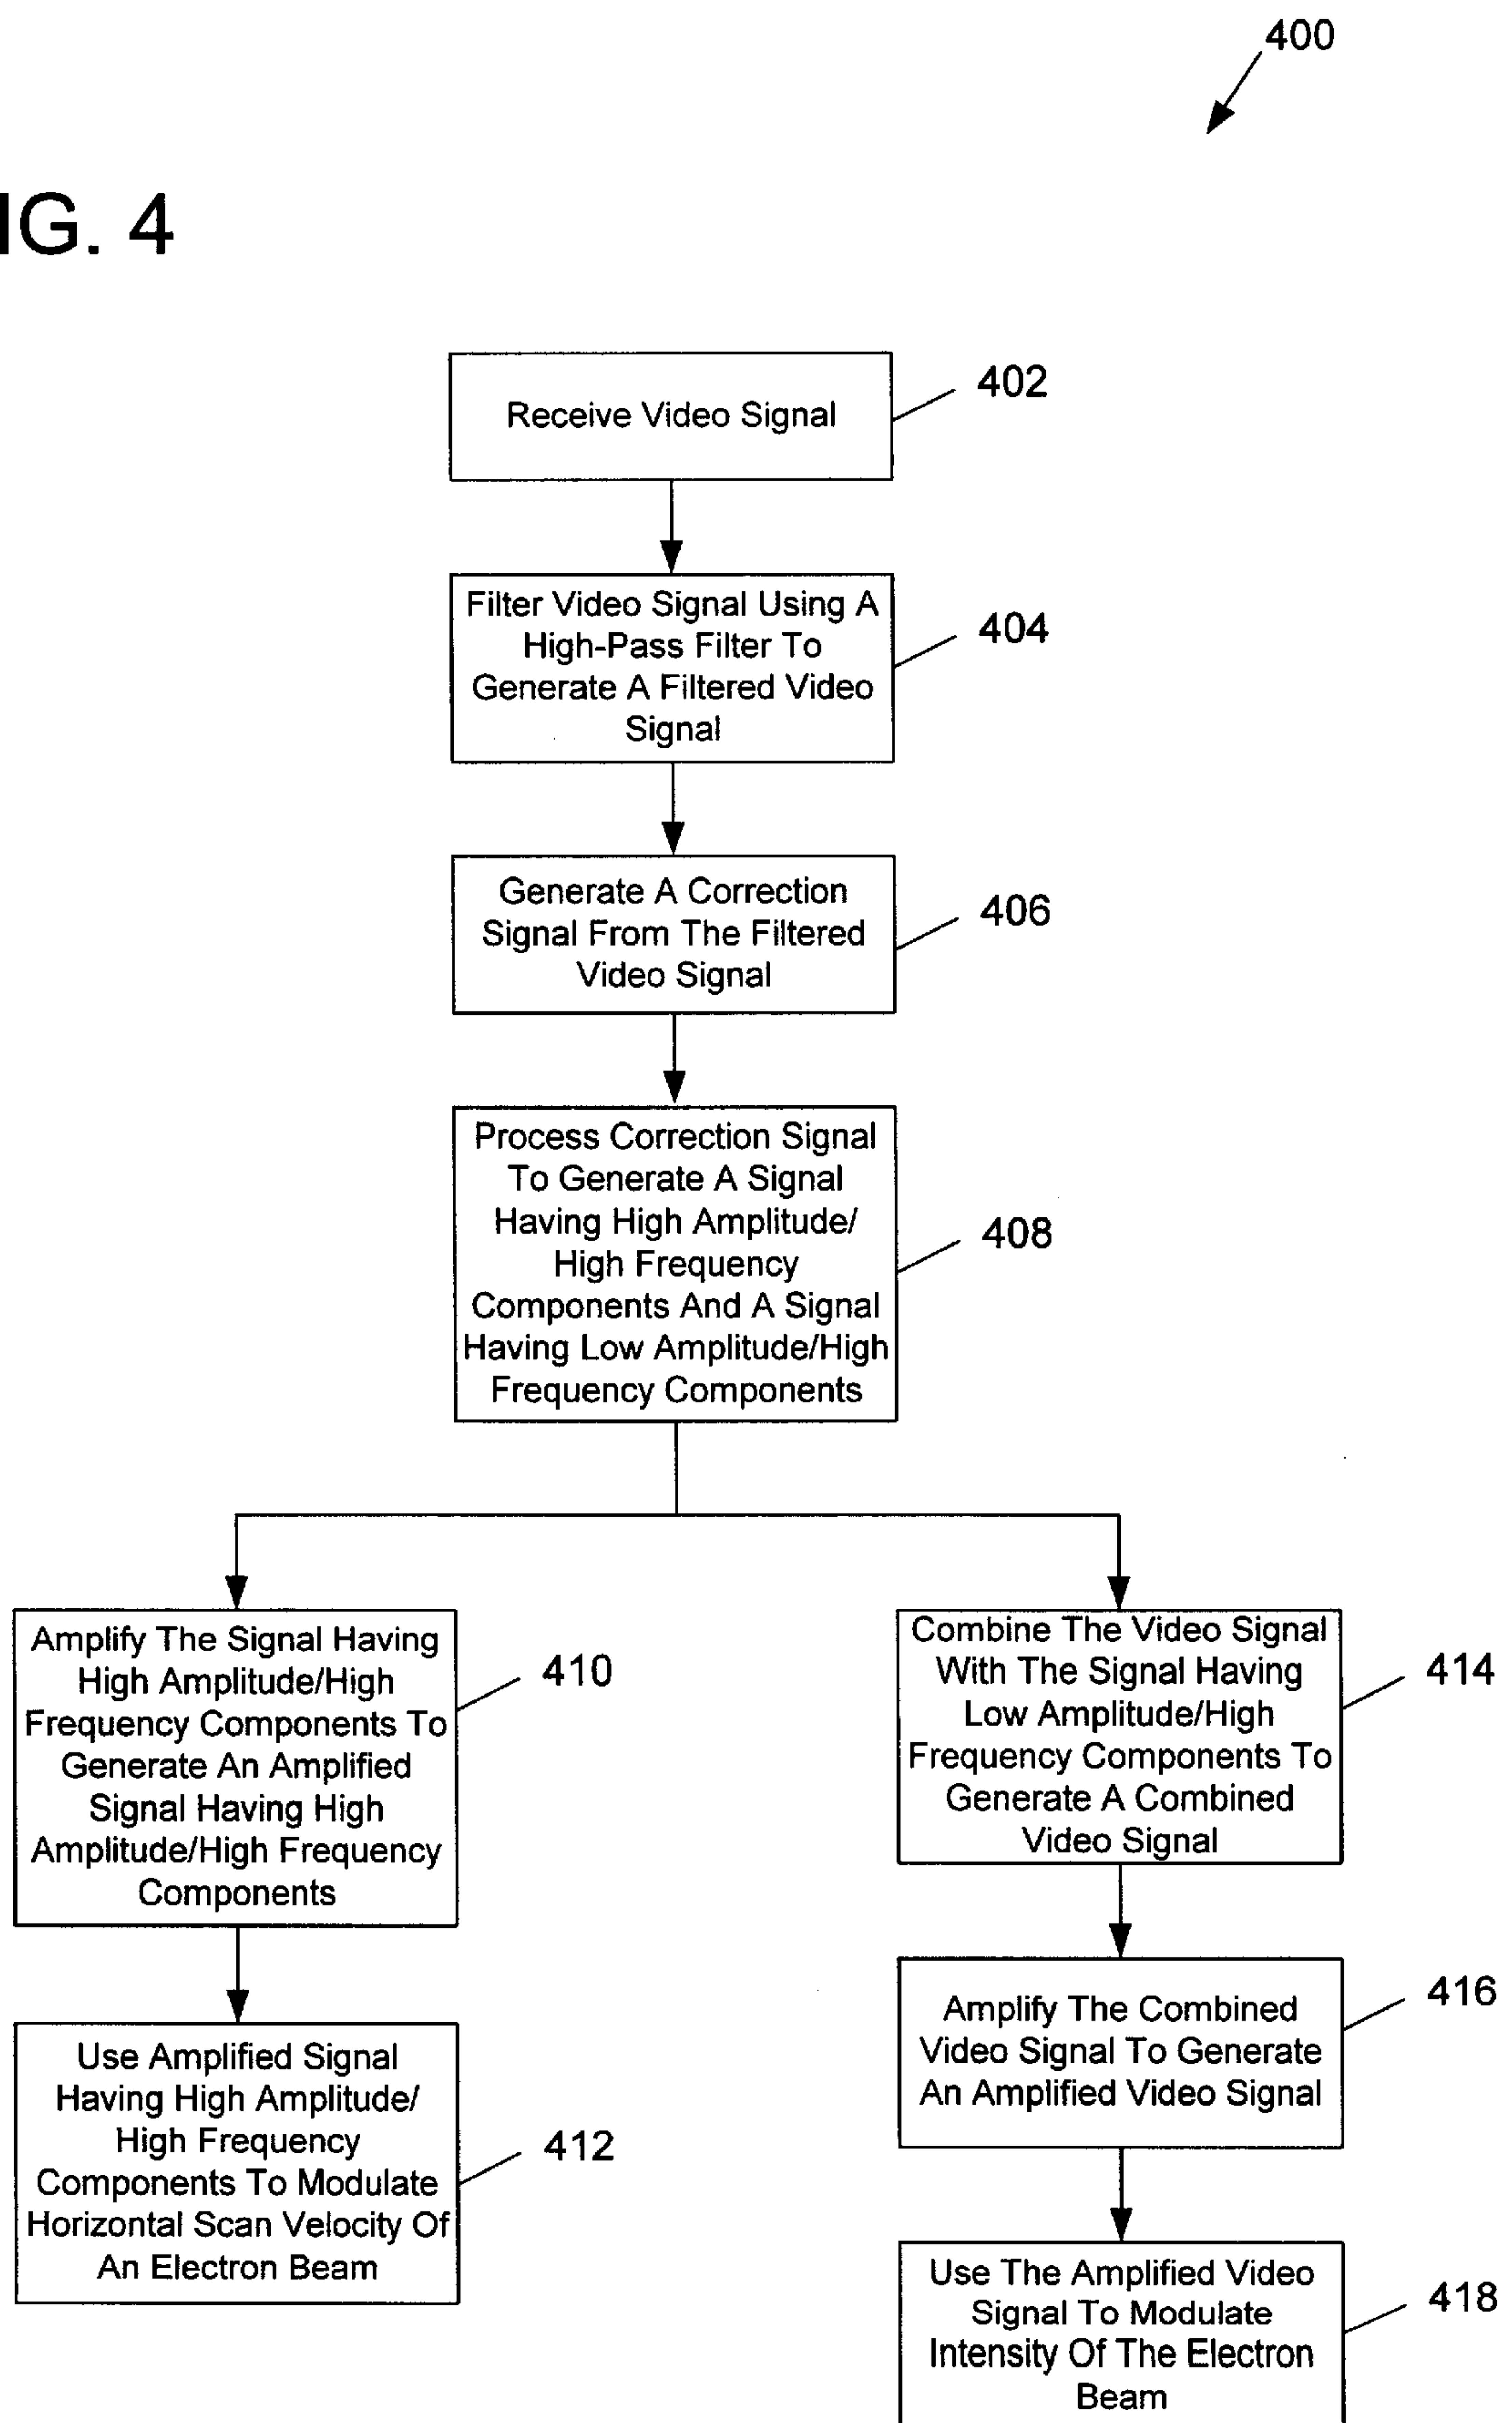 400
IG. 4
Receive Video Signal
402
Filter Video Signal Using A
High-Pass Filter To
Generate A Filtered Video
Signal
404
Generate A Correction
Signal From The Filtered
Video Signal
406
Process Correction Signal
To Generate A Signal
Having High Amplitude/
High Frequency
Components And A Signal
Having Low Amplitude/High
Frequency Components
408
Amplify The Signal Having
High Amplitude/High
Frequency Components To
Generate An Amplified
Signal Having High
Amplitude/High Frequency
Components
410
Use Amplified Signal
Having High Amplitude/
High Frequency
Components To Modulate
Horizontal Scan Velocity Of
An Electron Beam
412
Combine The Video Signal
With The Signal Having
Low Amplitude/High
Frequency Components To
Generate A Combined
Video Signal
414
Amplify The Combined
Video Signal To Generate
An Amplified Video Signal
416
Use The Amplified Video
Signal To Modulate
Intensity Of The Electron
Beam
418